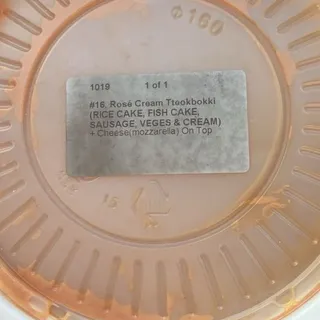 Φ160
1019 1 of 1
#16. Rosé Cream Tteokbokki
(RICE CAKE, FISH CAKE,
SAUSAGE, VEGES & CREAM)
+ Cheese(mozzarella) On Top